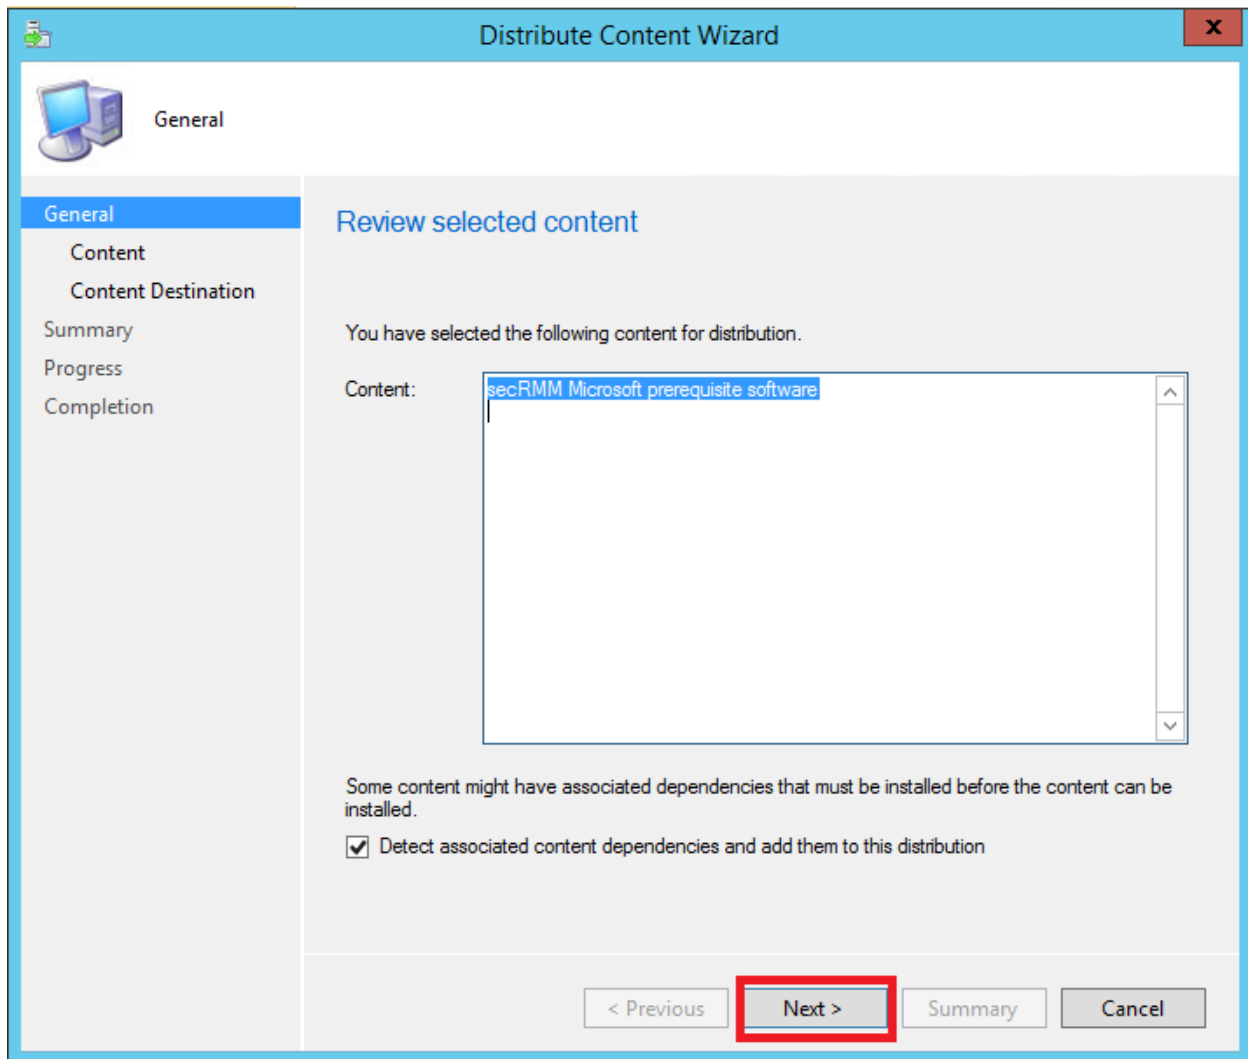 Distribute Content Wizard
x
General
General
Content
Content Destination
Summary
Progress
Completion
Review selected content
You have selected the following content for distribution.
Content:
secRMM Microsoft prerequisite software
Some content might have associated dependencies that must be installed before the content can be
installed.
Detect associated content dependencies and add them to this distribution
< Previous
Next >
Summary
Cancel